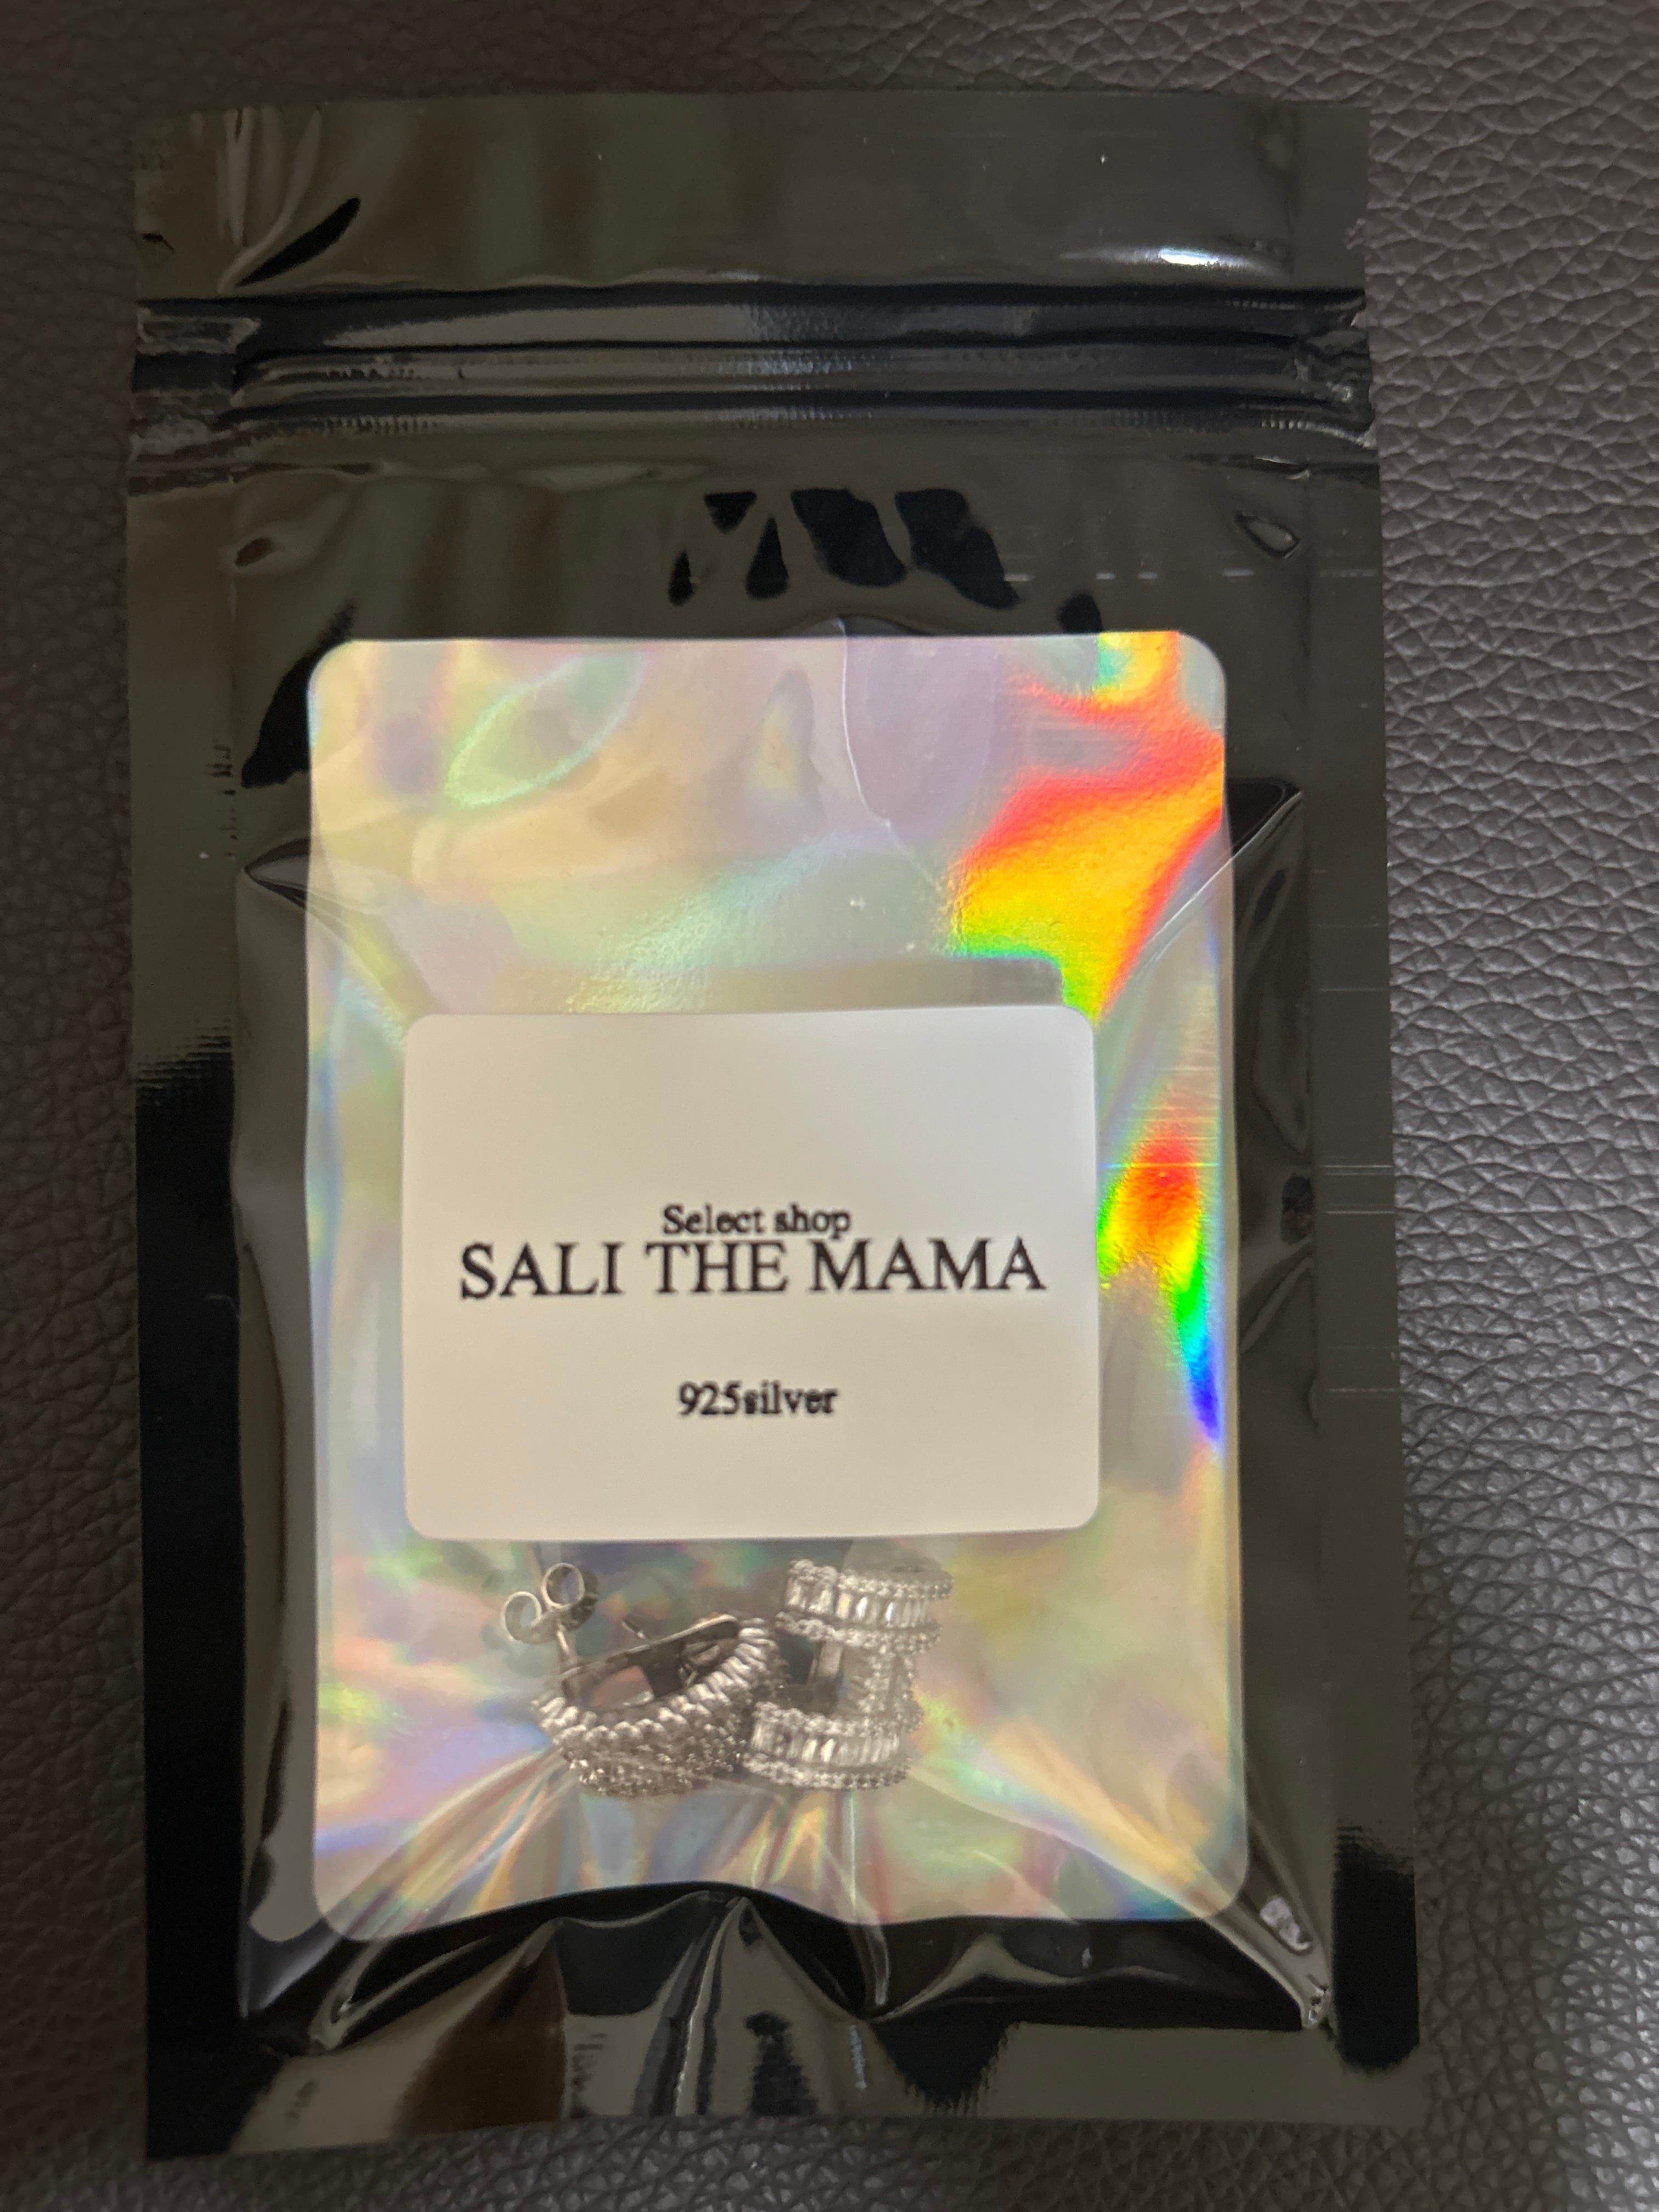 Select shop
SALI THE MAMA
925silver